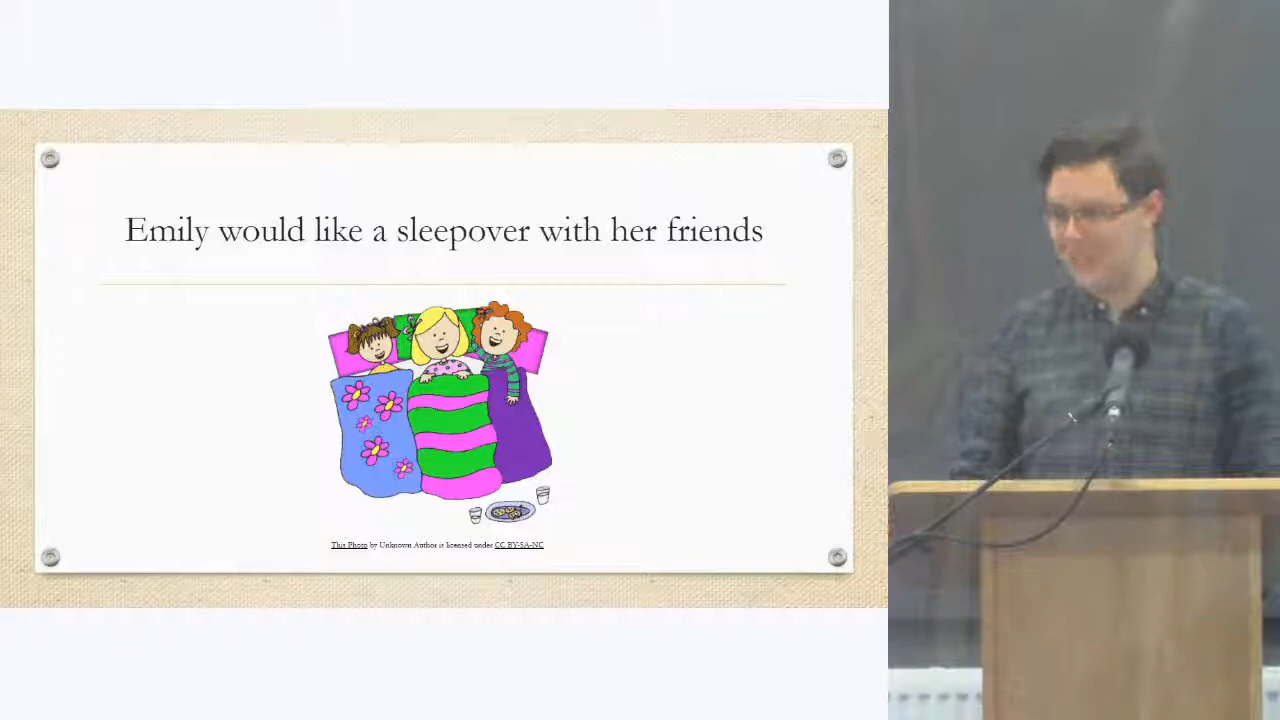 Emily would like a sleepover with her friends
This Photo by Unknown Author is licensed under CC BY-SA-NC